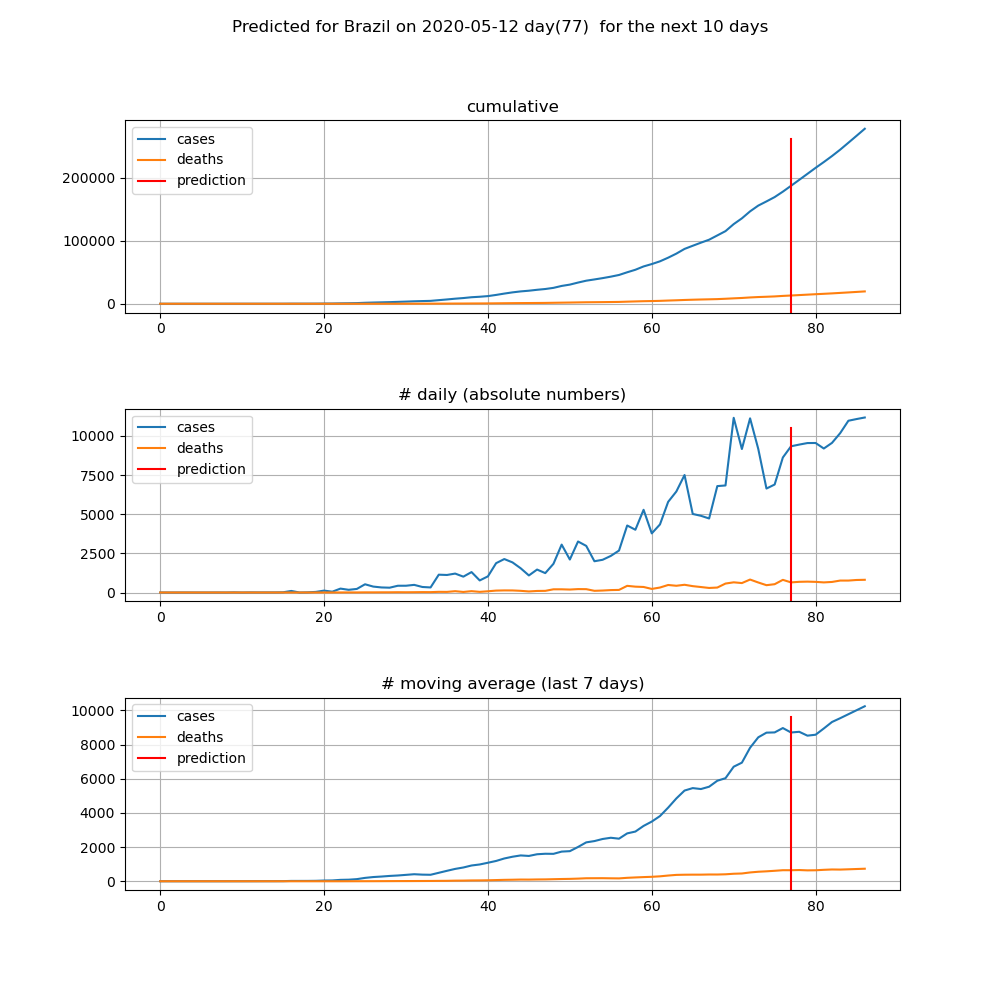 Predicted for Brazil on 2020-05-12 day(77)  for the next 10 days
cumulative
cases
deaths
prediction
200000
100000
0
0 20 40 60 80
# daily (absolute numbers)
cases
deaths
prediction
10000
7500
5000
2500
0
0 20 40 60 80
# moving average (last 7 days)
cases
deaths
prediction
10000
8000
6000
4000
2000
0
0 20 40 60 80